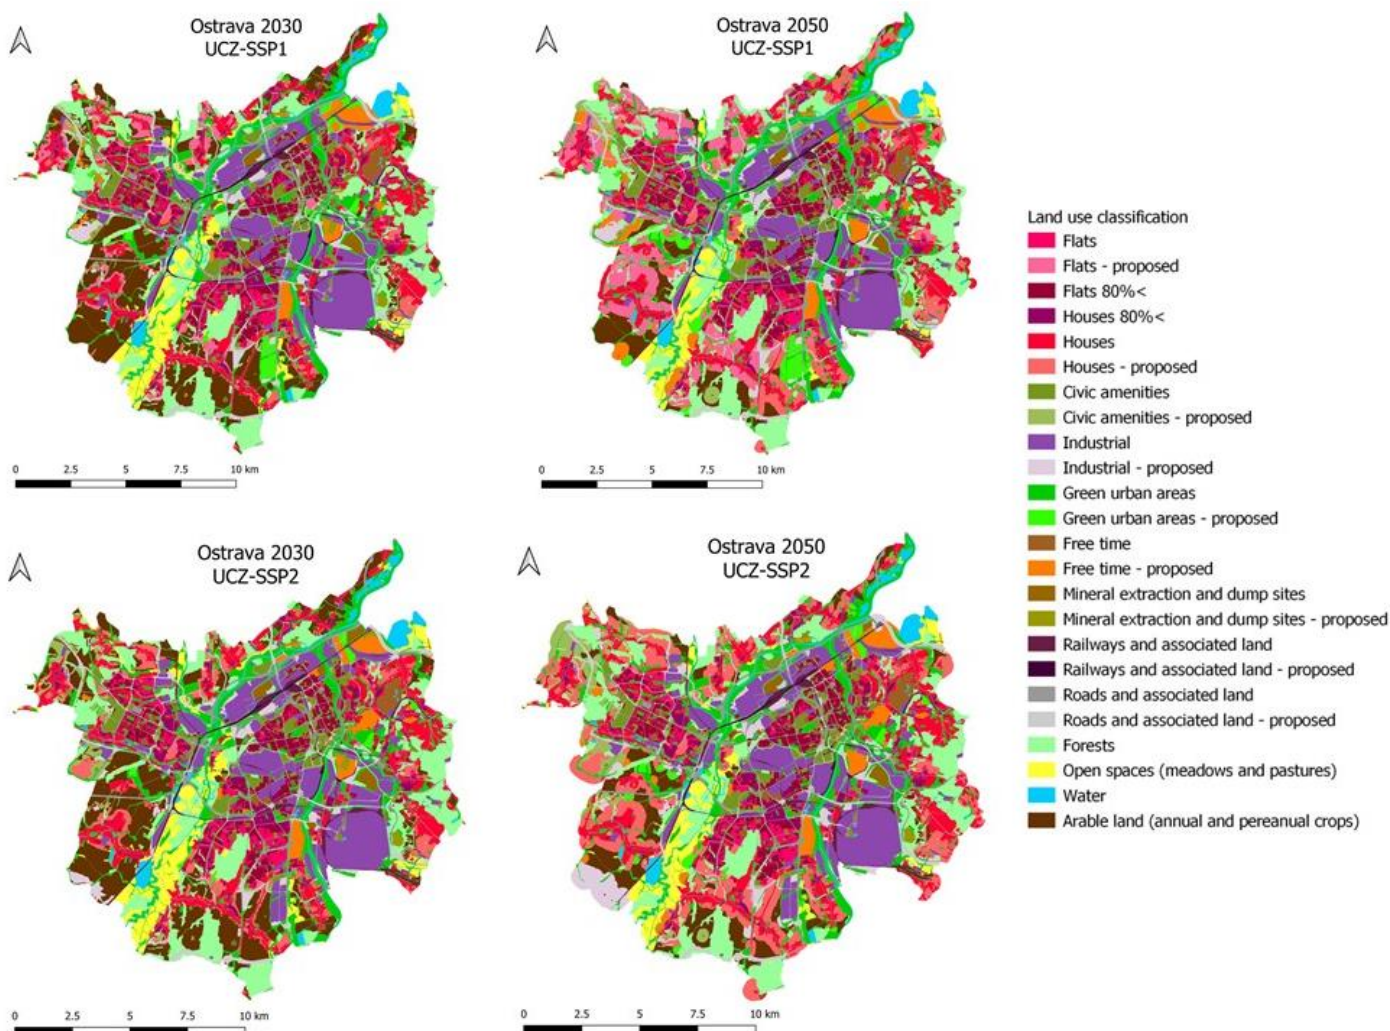 Ostrava 2030
UCZ-SSP1
Ostrava 2050
UCZ-SSP1
0 2.5 5 7.5 10 km
0 2.5 5 7.5 10 km
Ostrava 2030
UCZ-SSP2
Ostrava 2050
UCZ-SSP2
0 2.5 5 7.5 10 km
0 2.5 5 7.5 10 km
Land use classification
Flats
Flats - proposed
Flats 80%<
Houses 80%<
Houses
Houses - proposed
Civic amenities
Civic amenities - proposed
Industrial
Industrial - proposed
Green urban areas
Green urban areas - proposed
Free time
Free time - proposed
Mineral extraction and dump sites
Mineral extraction and dump sites - proposed
Railways and associated land
Railways and associated land - proposed
Roads and associated land
Roads and associated land - proposed
Forests
Open spaces (meadows and pastures)
Water
Arable land (annual and pereanual crops)